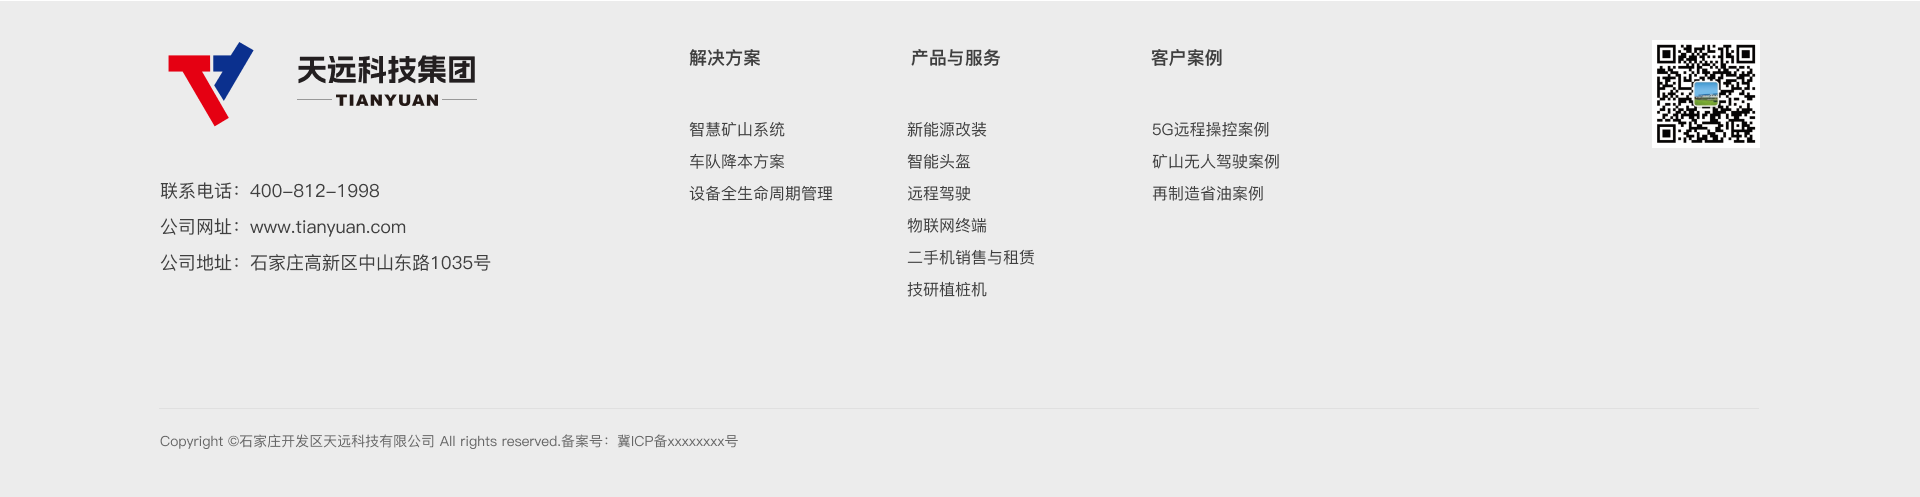 天远科技集团
TIANYUAN
联系电话：400-812-1998
公司网址：www.tianyuan.com
公司地址：石家庄高新区中山东路1035号
解决方案
智慧矿山系统
车队降本方案
设备全生命周期管理
产品与服务
新能源改装
智能头盔
远程驾驶
物联网终端
二手机销售与租赁
技研植桩机
客户案例
5G远程操控案例
矿山无人驾驶案例
再制造省油案例
Copyright ©石家庄开发区天远科技有限公司 All rights reserved.备案号：冀ICP备xxxxxxxx号